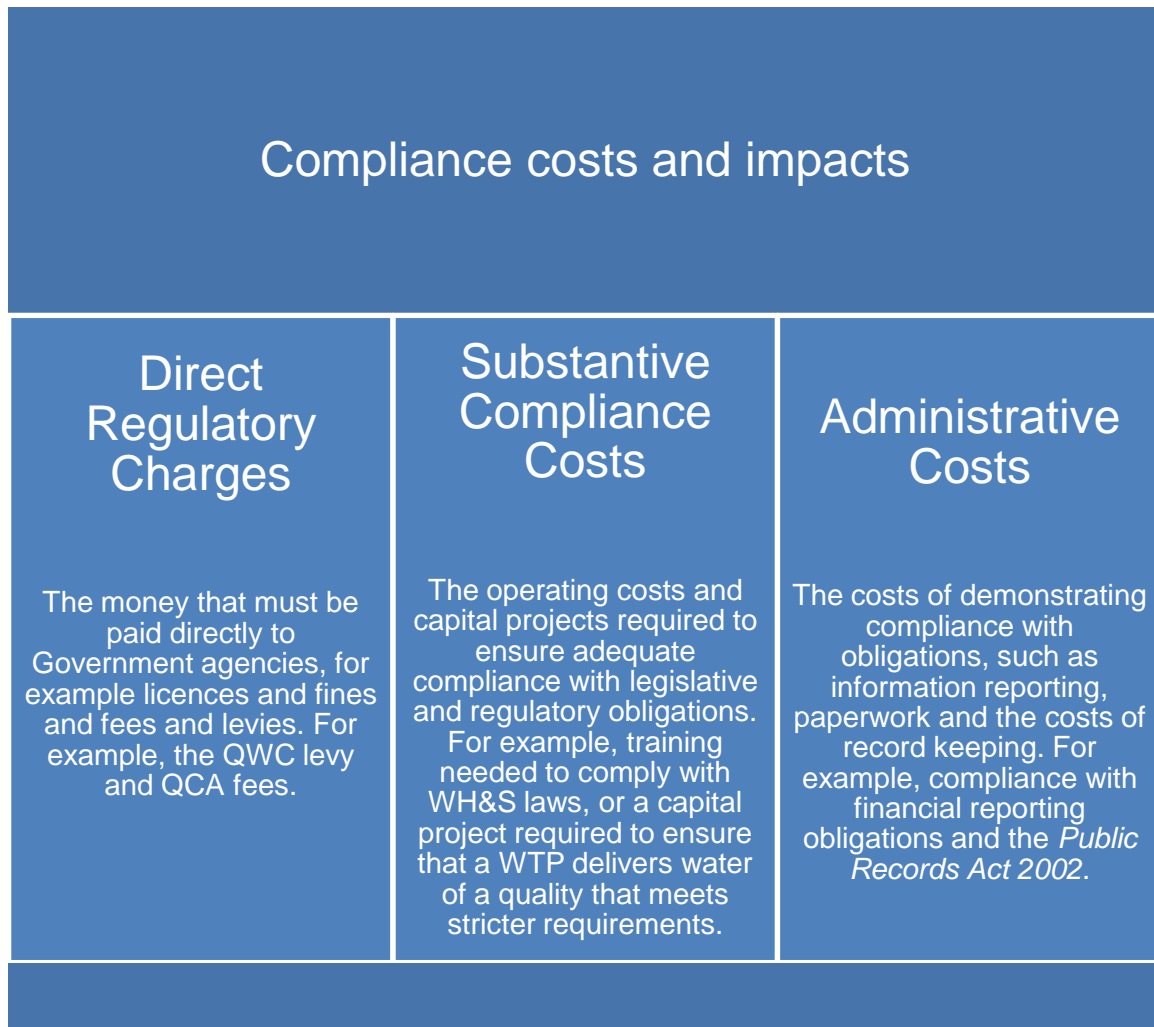 Compliance costs and impacts
Direct
Regulatory
Charges
The money that must be
paid directly to
Government agencies, for
example licences and fines
and fees and levies. For
example, the QWC levy
and QCA fees.
Substantive
Compliance
Costs
The operating costs and
capital projects required to
ensure adequate
compliance with legislative
and regulatory obligations.
For example, training
needed to comply with
WH&S laws, or a capital
project required to ensure
that a WTP delivers water
of a quality that meets
stricter requirements.
Administrative
Costs
The costs of demonstrating
compliance with
obligations, such as
information reporting,
paperwork and the costs of
record keeping. For
example, compliance with
financial reporting
obligations and the Public
Records Act 2002.